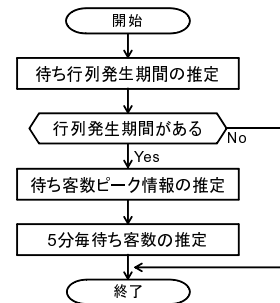 開始
待ち行列発生期間の推定
行列発生期間がある
No
Yes
待ち客数ピーク情報の推定
5分毎待ち客数の推定
終了